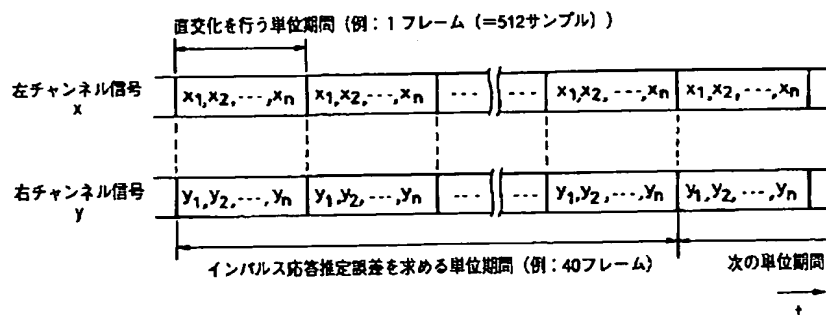 直交化を行う単位期間(例:1フレーム(=512サンプル))
左チャンネル信号 x₁,x₂,---,xₙ x₁,x₂,---,xₙ --- --- x₁,x₂,---,xₙ x₁,x₂,---,xₙ
x
右チャンネル信号 y₁,y₂,---,yₙ y₁,y₂,---,yₙ --- --- y₁,y₂,---,yₙ y₁,y₂,---,yₙ
y
インパルス応答推定誤差を求める単位期間(例:40フレーム) 次の単位期間
t